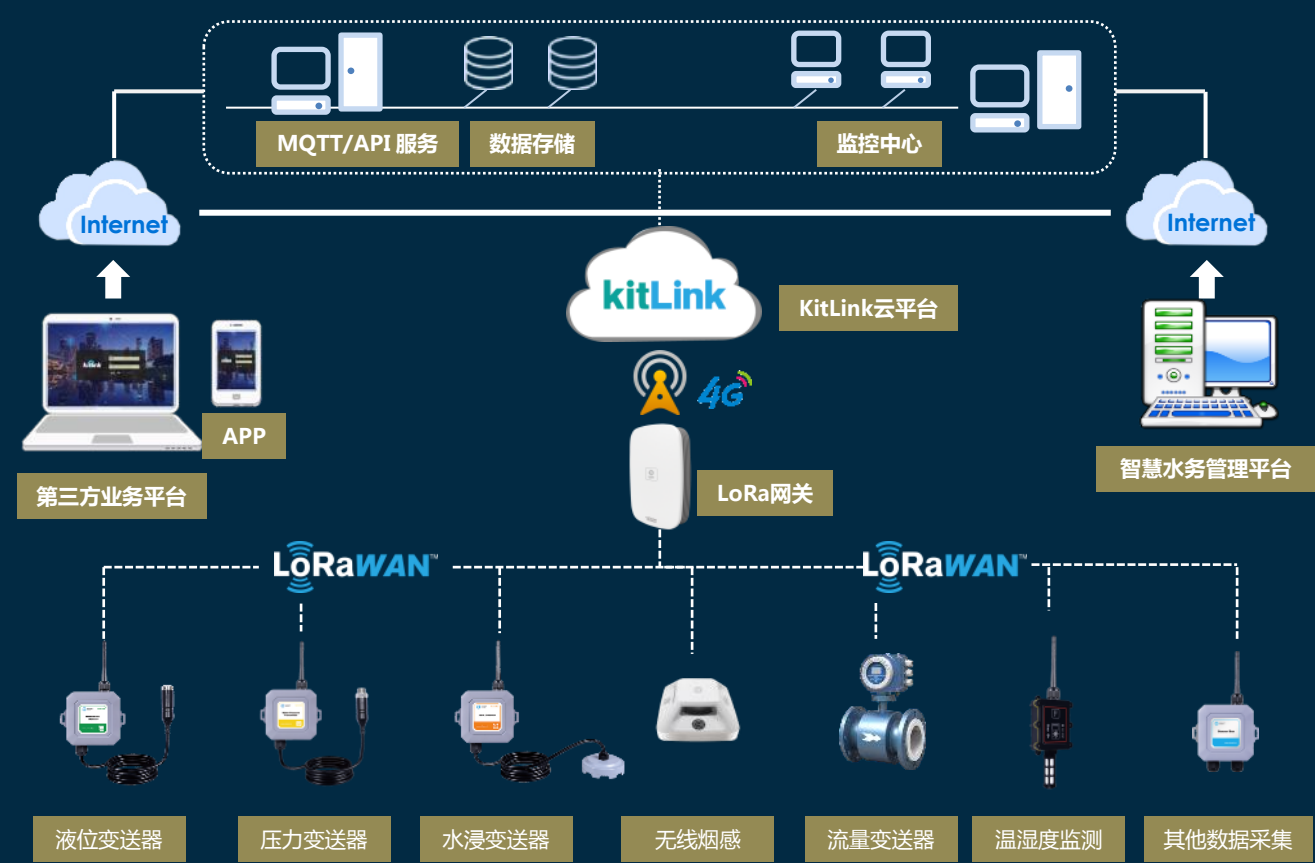 MQTT/API 服务
数据存储
监控中心
Internet
Internet
kitLink
KitLink云平台
4G
kitLink
APP
第三方业务平台
智慧水务管理平台
LoRa网关
LoRaWAN™
LoRaWAN™
液位变送器
压力变送器
水浸变送器
无线烟感
流量变送器
温湿度监测
其他数据采集